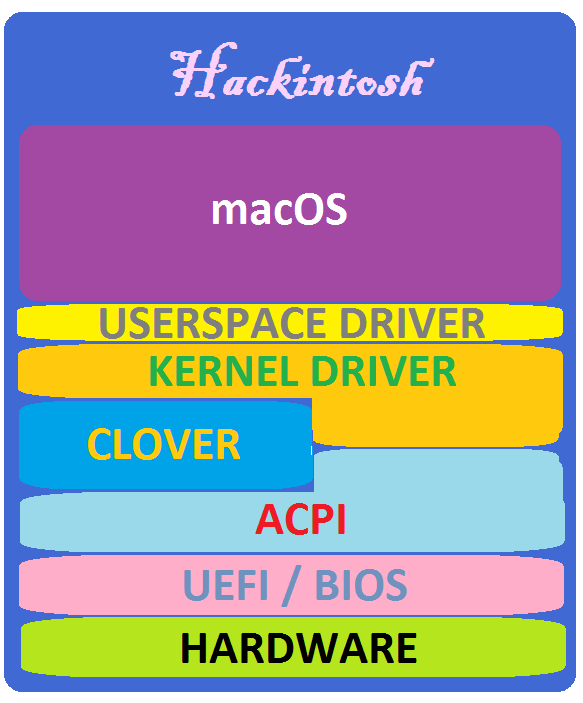 Hackintosh
macOS
USERSPACE DRIVER
KERNEL DRIVER
CLOVER
ACPI
UEFI / BIOS
HARDWARE